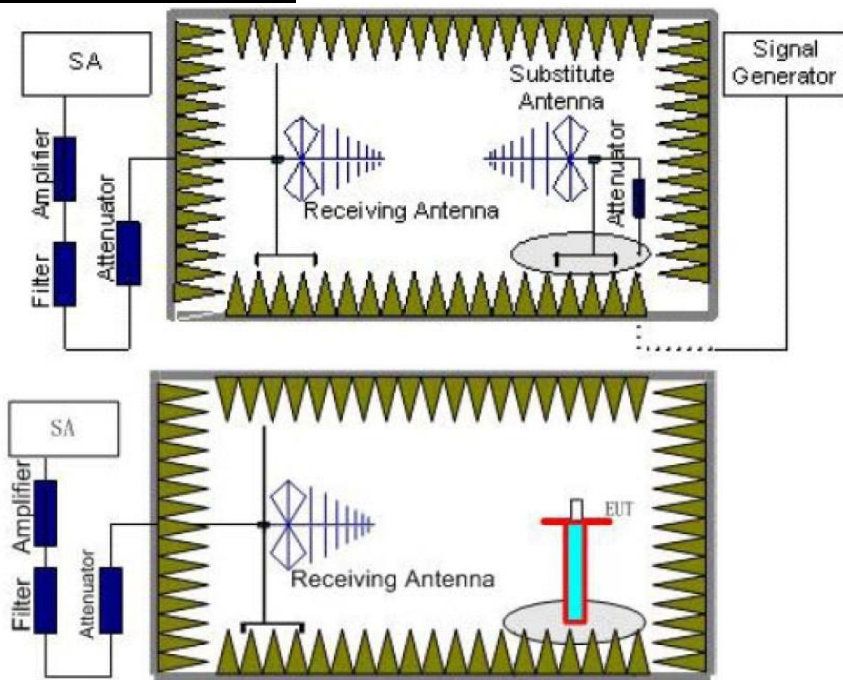 SA
Signal
Generator
Substitute
Antenna
Amplifier
Filter
Attenuator
Receiving Antenna
Attenuator
SA
Amplifier
Filter
Attenuator
Receiving Antenna
EUT